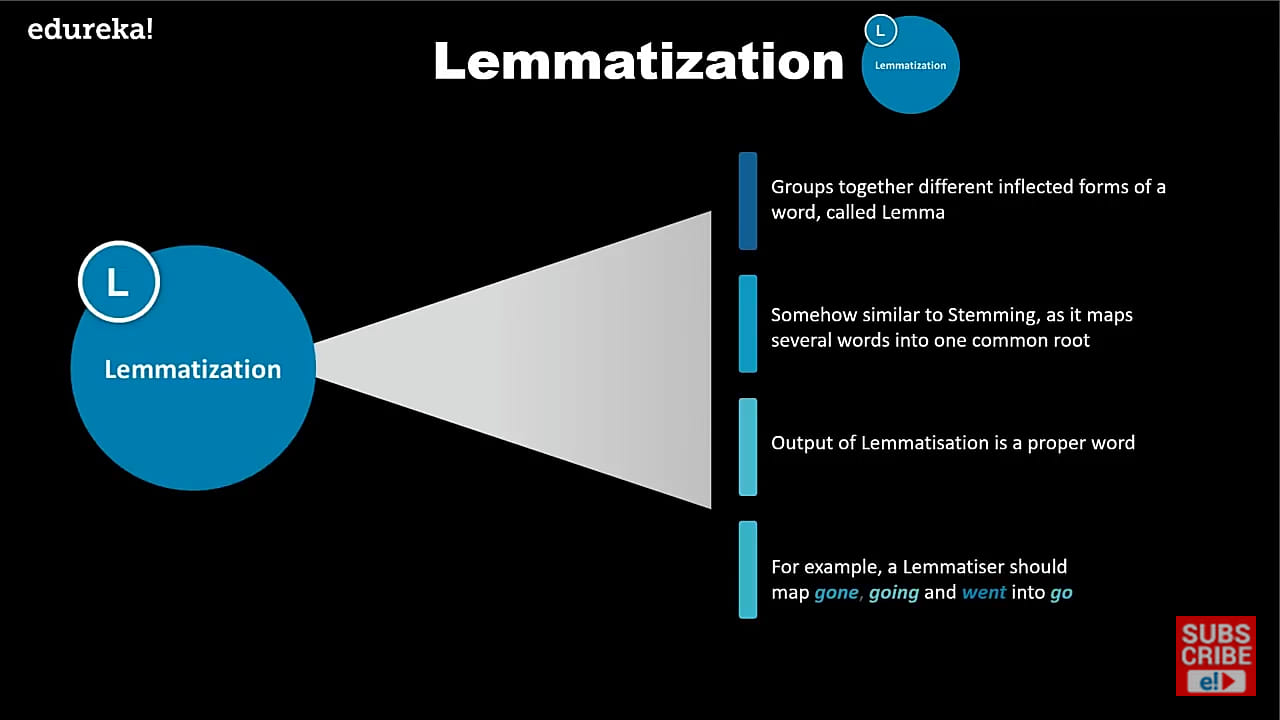 edureka!
Lemmatization
L
Lemmatization
Groups together different inflected forms of a
word, called Lemma
L
Lemmatization
Somehow similar to Stemming, as it maps
several words into one common root
Output of Lemmatisation is a proper word
For example, a Lemmatiser should
map gone, going and went into go
SUBS
CRIBE
e!